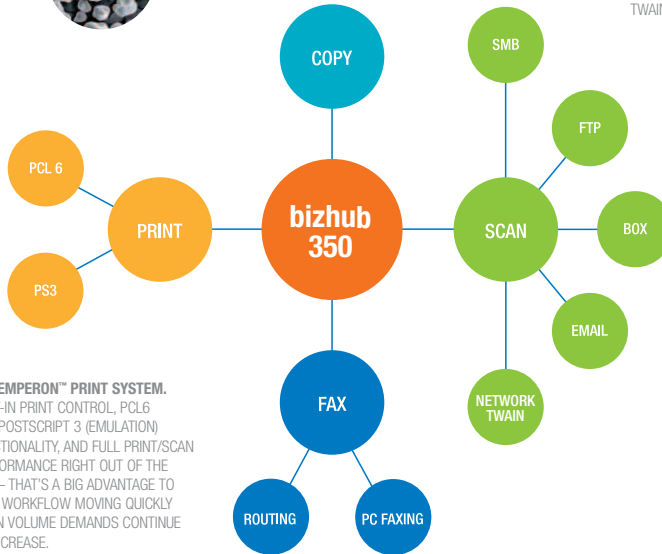 TWAIN
SMB
COPY
FTP
PCL 6
bizhub
350
PRINT
SCAN
BOX
PS3
EMAIL
EMPERON™ PRINT SYSTEM.
-IN PRINT CONTROL, PCL6
POSTSCRIPT 3 (EMULATION)
TIONALITY, AND FULL PRINT/SCAN
ORMANCE RIGHT OUT OF THE
– THAT'S A BIG ADVANTAGE TO
WORKFLOW MOVING QUICKLY
N VOLUME DEMANDS CONTINUE
CREASE.
FAX
NETWORK
TWAIN
ROUTING
PC FAXING